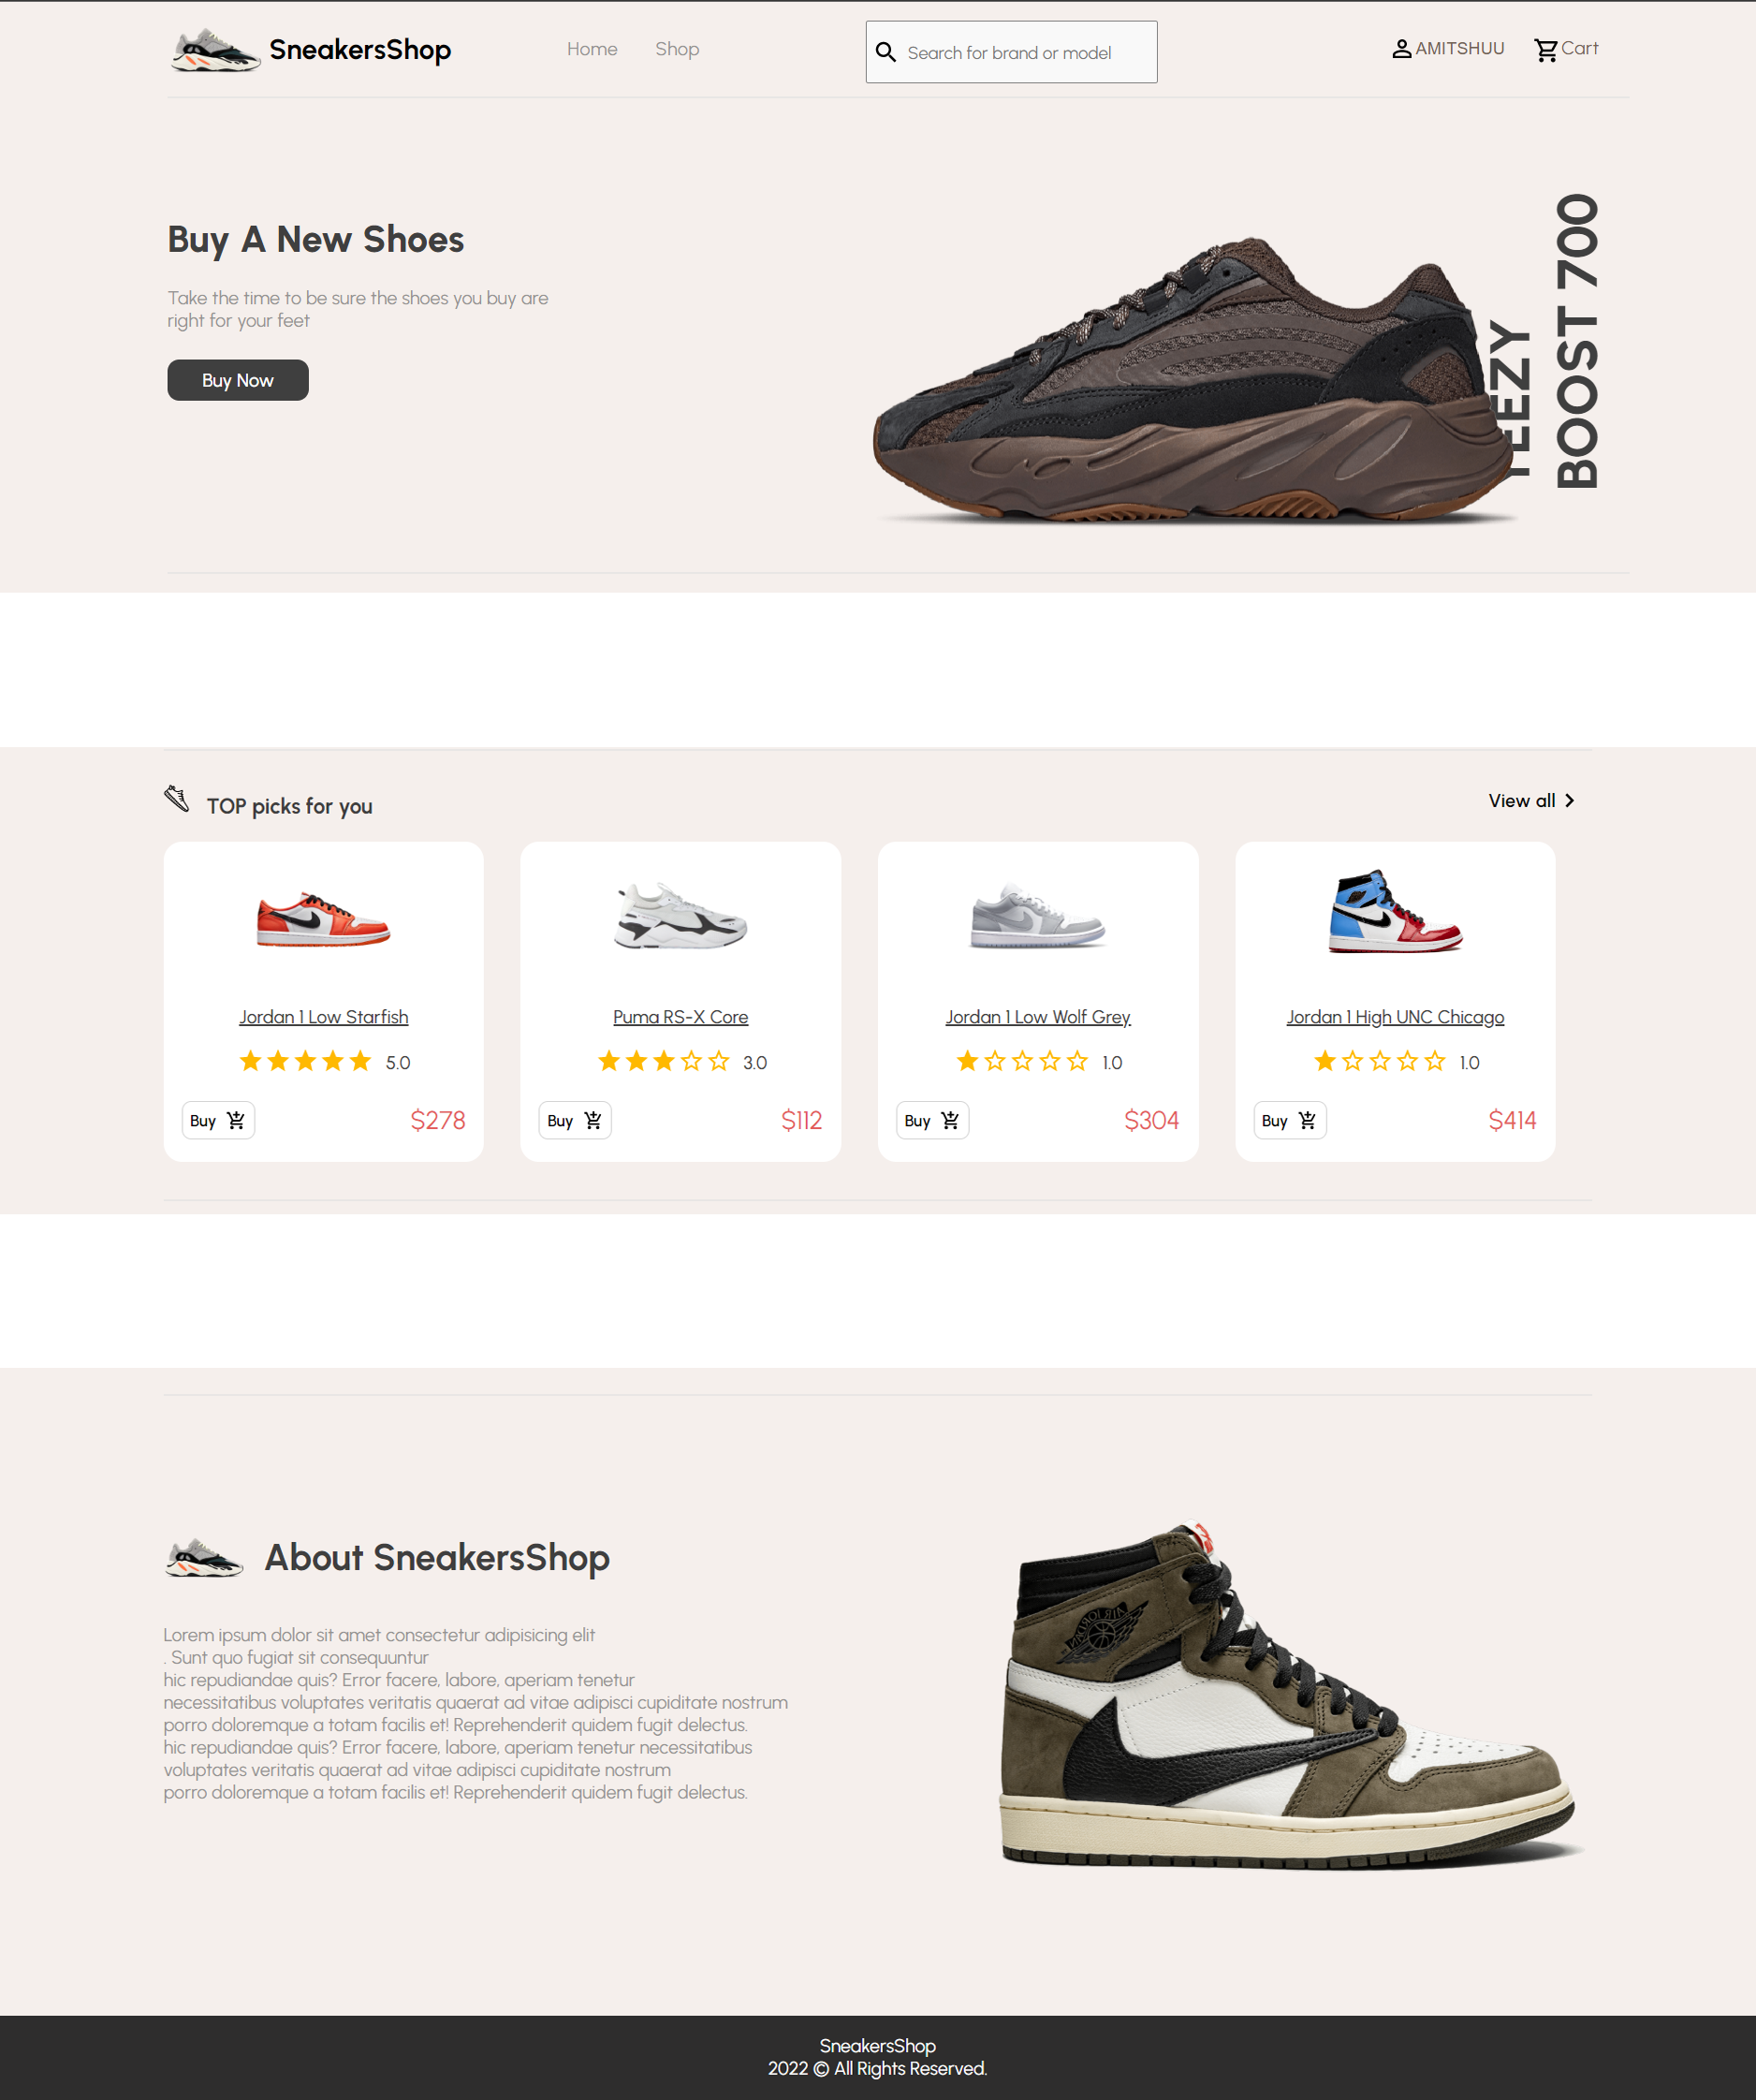 SneakersShop
Home
Shop
Search for brand or model
AMITSHUU
Cart
Buy A New Shoes
Take the time to be sure the shoes you buy are
right for your feet
Buy Now
BOOST 700
TOP picks for you
View all
Jordan 1 Low Starfish
5.0
Buy
$278
Puma RS-X Core
3.0
Buy
$112
Jordan 1 Low Wolf Grey
1.0
Buy
$304
Jordan 1 High UNC Chicago
1.0
Buy
$414
About SneakersShop
Lorem ipsum dolor sit amet consectetur adipisicing elit
. Sunt quo fugiat sit consequuntur
hic repudiandae quis? Error facere, labore, aperiam tenetur
necessitatibus voluptates veritatis quaerat ad vitae adipisci cupiditate nostrum
porro doloremque a totam facilis et! Reprehenderit quidem fugit delectus.
hic repudiandae quis? Error facere, labore, aperiam tenetur necessitatibus
voluptates veritatis quaerat ad vitae adipisci cupiditate nostrum
porro doloremque a totam facilis et! Reprehenderit quidem fugit delectus.
SneakersShop
2022 © All Rights Reserved.